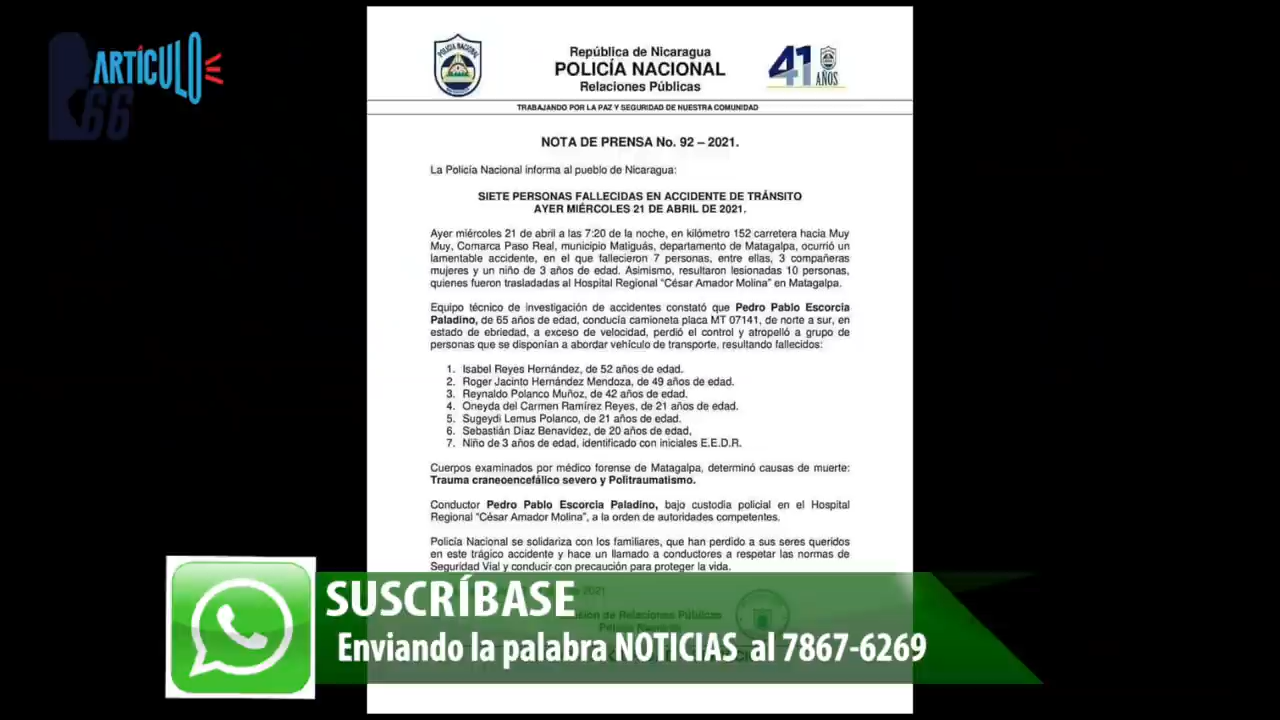 ARTÍCULO
66
República de Nicaragua
POLICÍA NACIONAL
Relaciones Públicas
POLICIA NACIONAL
41
AÑOS
TRABAJANDO POR LA PAZ Y SEGURIDAD DE NUESTRA COMUNIDAD
NOTA DE PRENSA No. 92 – 2021.
La Policía Nacional informa al pueblo de Nicaragua:
SIETE PERSONAS FALLECIDAS EN ACCIDENTE DE TRÁNSITO
AYER MIÉRCOLES 21 DE ABRIL DE 2021.
Ayer miércoles 21 de abril a las 7:20 de la noche, en kilómetro 152 carretera hacia Muy
Muy, Comarca Paso Real, municipio Matiguás, departamento de Matagalpa, ocurrió un
lamentable accidente, en el que fallecieron 7 personas, entre ellas, 3 compañeras
mujeres y un niño de 3 años de edad. Asimismo, resultaron lesionadas 10 personas,
quienes fueron trasladadas al Hospital Regional “César Amador Molina” en Matagalpa.
Equipo técnico de investigación de accidentes constató que Pedro Pablo Escorcia
Paladino, de 65 años de edad, conducía camioneta placa MT 07141, de norte a sur, en
estado de ebriedad, a exceso de velocidad, perdió el control y atropelló a grupo de
personas que se disponían a abordar vehículo de transporte, resultando fallecidos:
1. Isabel Reyes Hernández, de 52 años de edad.
2. Roger Jacinto Hernández Mendoza, de 49 años de edad.
3. Reynaldo Polanco Muñoz, de 42 años de edad.
4. Oneyda del Carmen Ramírez Reyes, de 21 años de edad.
5. Sugeydi Lemus Polanco, de 21 años de edad.
6. Sebastián Díaz Benavidez, de 20 años de edad,
7. Niño de 3 años de edad, identificado con iniciales E.E.D.R.
Cuerpos examinados por médico forense de Matagalpa, determinó causas de muerte:
Trauma craneoencefálico severo y Politraumatismo.
Conductor Pedro Pablo Escorcia Paladino, bajo custodia policial en el Hospital
Regional “César Amador Molina”, a la orden de autoridades competentes.
Policía Nacional se solidariza con los familiares, que han perdido a sus seres queridos
en este trágico accidente y hace un llamado a conductores a respetar las normas de
Seguridad Vial y conducir con precaución para proteger la vida.
2021
de Relaciones Públicas
SUSCRÍBASE
Enviando la palabra NOTICIAS al 7867-6269